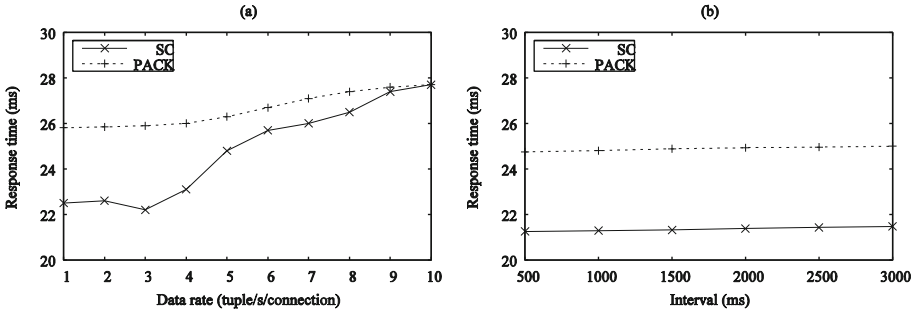 (a)
30
28
26
24
22
20
Response time (ms)
SC
PACK
1 2 3 4 5 6 7 8 9 10
Data rate (tuple/s/connection)
(b)
30
28
26
24
22
20
Response time (ms)
SC
PACK
500 1000 1500 2000 2500 3000
Interval (ms)